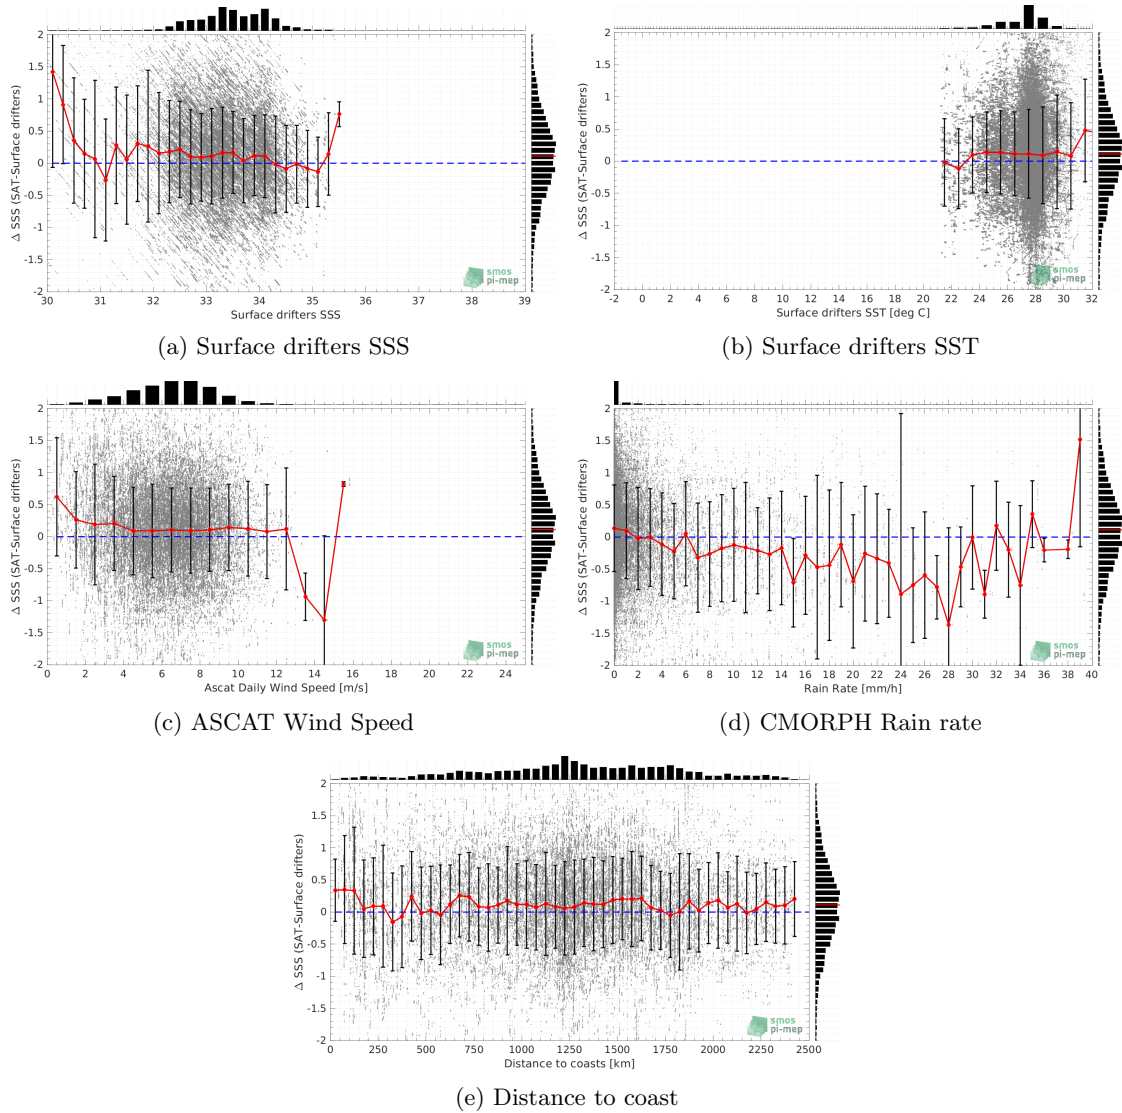 2
1.5
1
0.5
0
-0.5
-1
-1.5
-2
Δ SSS (SAT-Surface drifters)
30 31 32 33 34 35 36 37 38 39
Surface drifters SSS
smos
pi-mep
(a) Surface drifters SSS
2
1.5
1
0.5
0
-0.5
-1
-1.5
-2
Δ SSS (SAT-Surface drifters)
-2 0 2 4 6 8 10 12 14 16 18 20 22 24 26 28 30 32
Surface drifters SST [deg C]
smos
pi-mep
(b) Surface drifters SST
2
1.5
1
0.5
0
-0.5
-1
-1.5
-2
Δ SSS (SAT-Surface drifters)
0 2 4 6 8 10 12 14 16 18 20 22 24
Ascat Daily Wind Speed [m/s]
smos
pi-mep
(c) ASCAT Wind Speed
2
1.5
1
0.5
0
-0.5
-1
-1.5
-2
Δ SSS (SAT-Surface drifters)
0 2 4 6 8 10 12 14 16 18 20 22 24 26 28 30 32 34 36 38 40
Rain Rate [mm/h]
smos
pi-mep
(d) CMORPH Rain rate
2
1.5
1
0.5
0
-0.5
-1
-1.5
-2
Δ SSS (SAT-Surface drifters)
0 250 500 750 1000 1250 1500 1750 2000 2250 2500
Distance to coasts [km]
smos
pi-mep
(e) Distance to coast